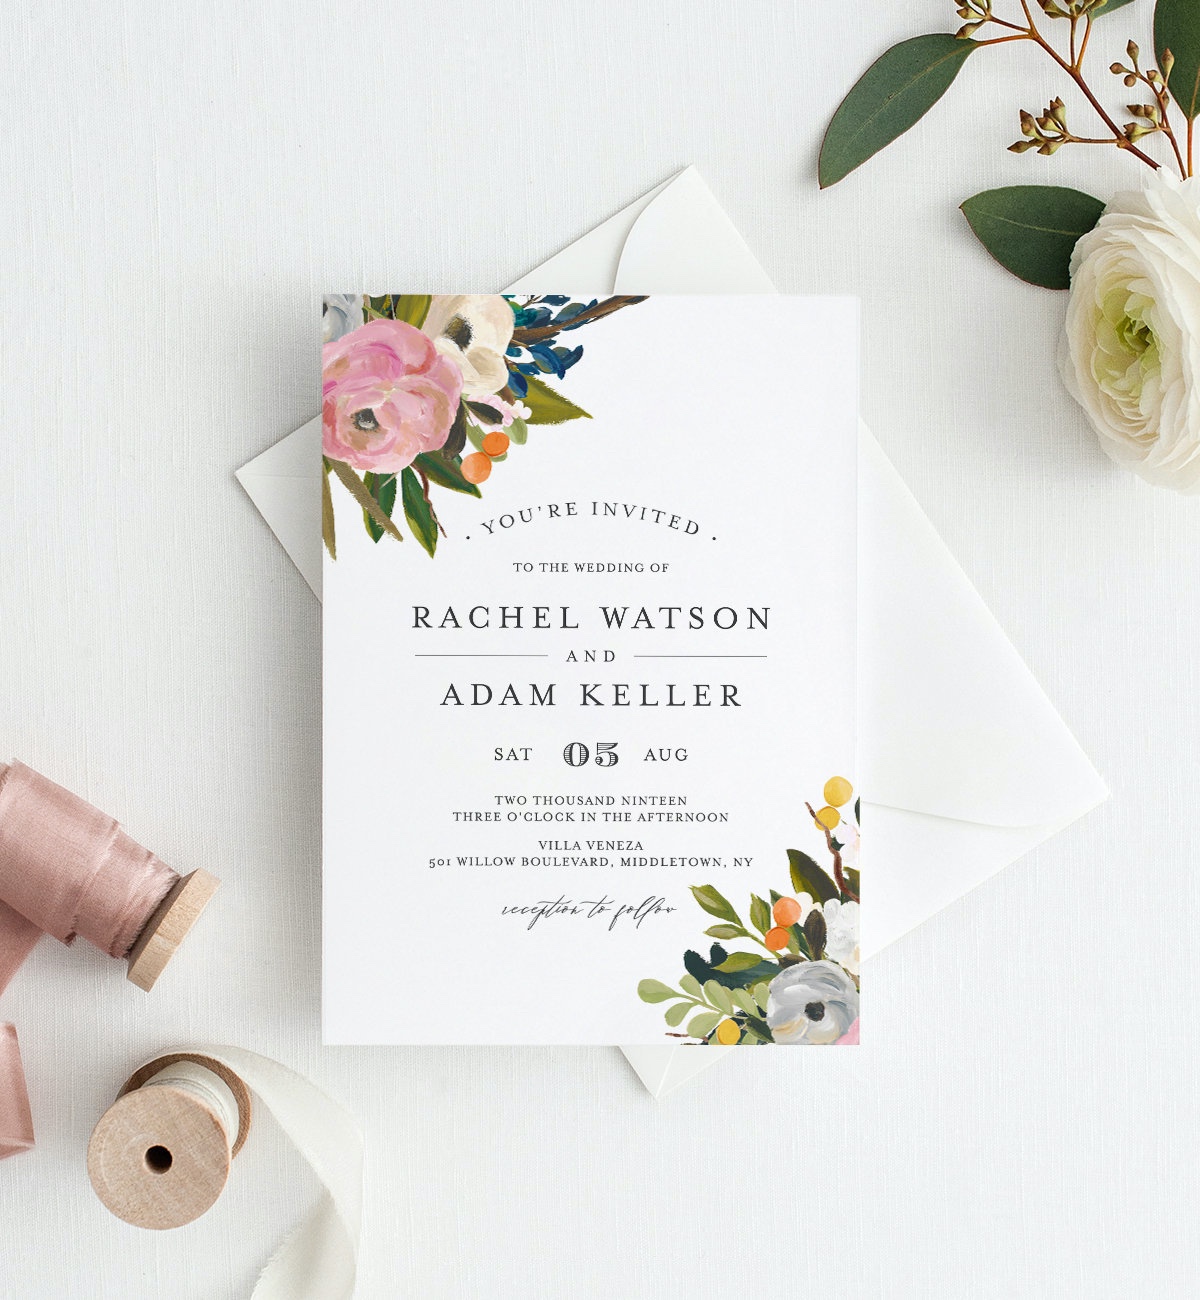 · YOU'RE INVITED ·
TO THE WEDDING OF
RACHEL WATSON
AND
ADAM KELLER
SAT 05 AUG
TWO THOUSAND NINTEEN
THREE O'CLOCK IN THE AFTERNOON
VILLA VENEZA
501 WILLOW BOULEVARD, MIDDLETOWN, NY
reception to follow